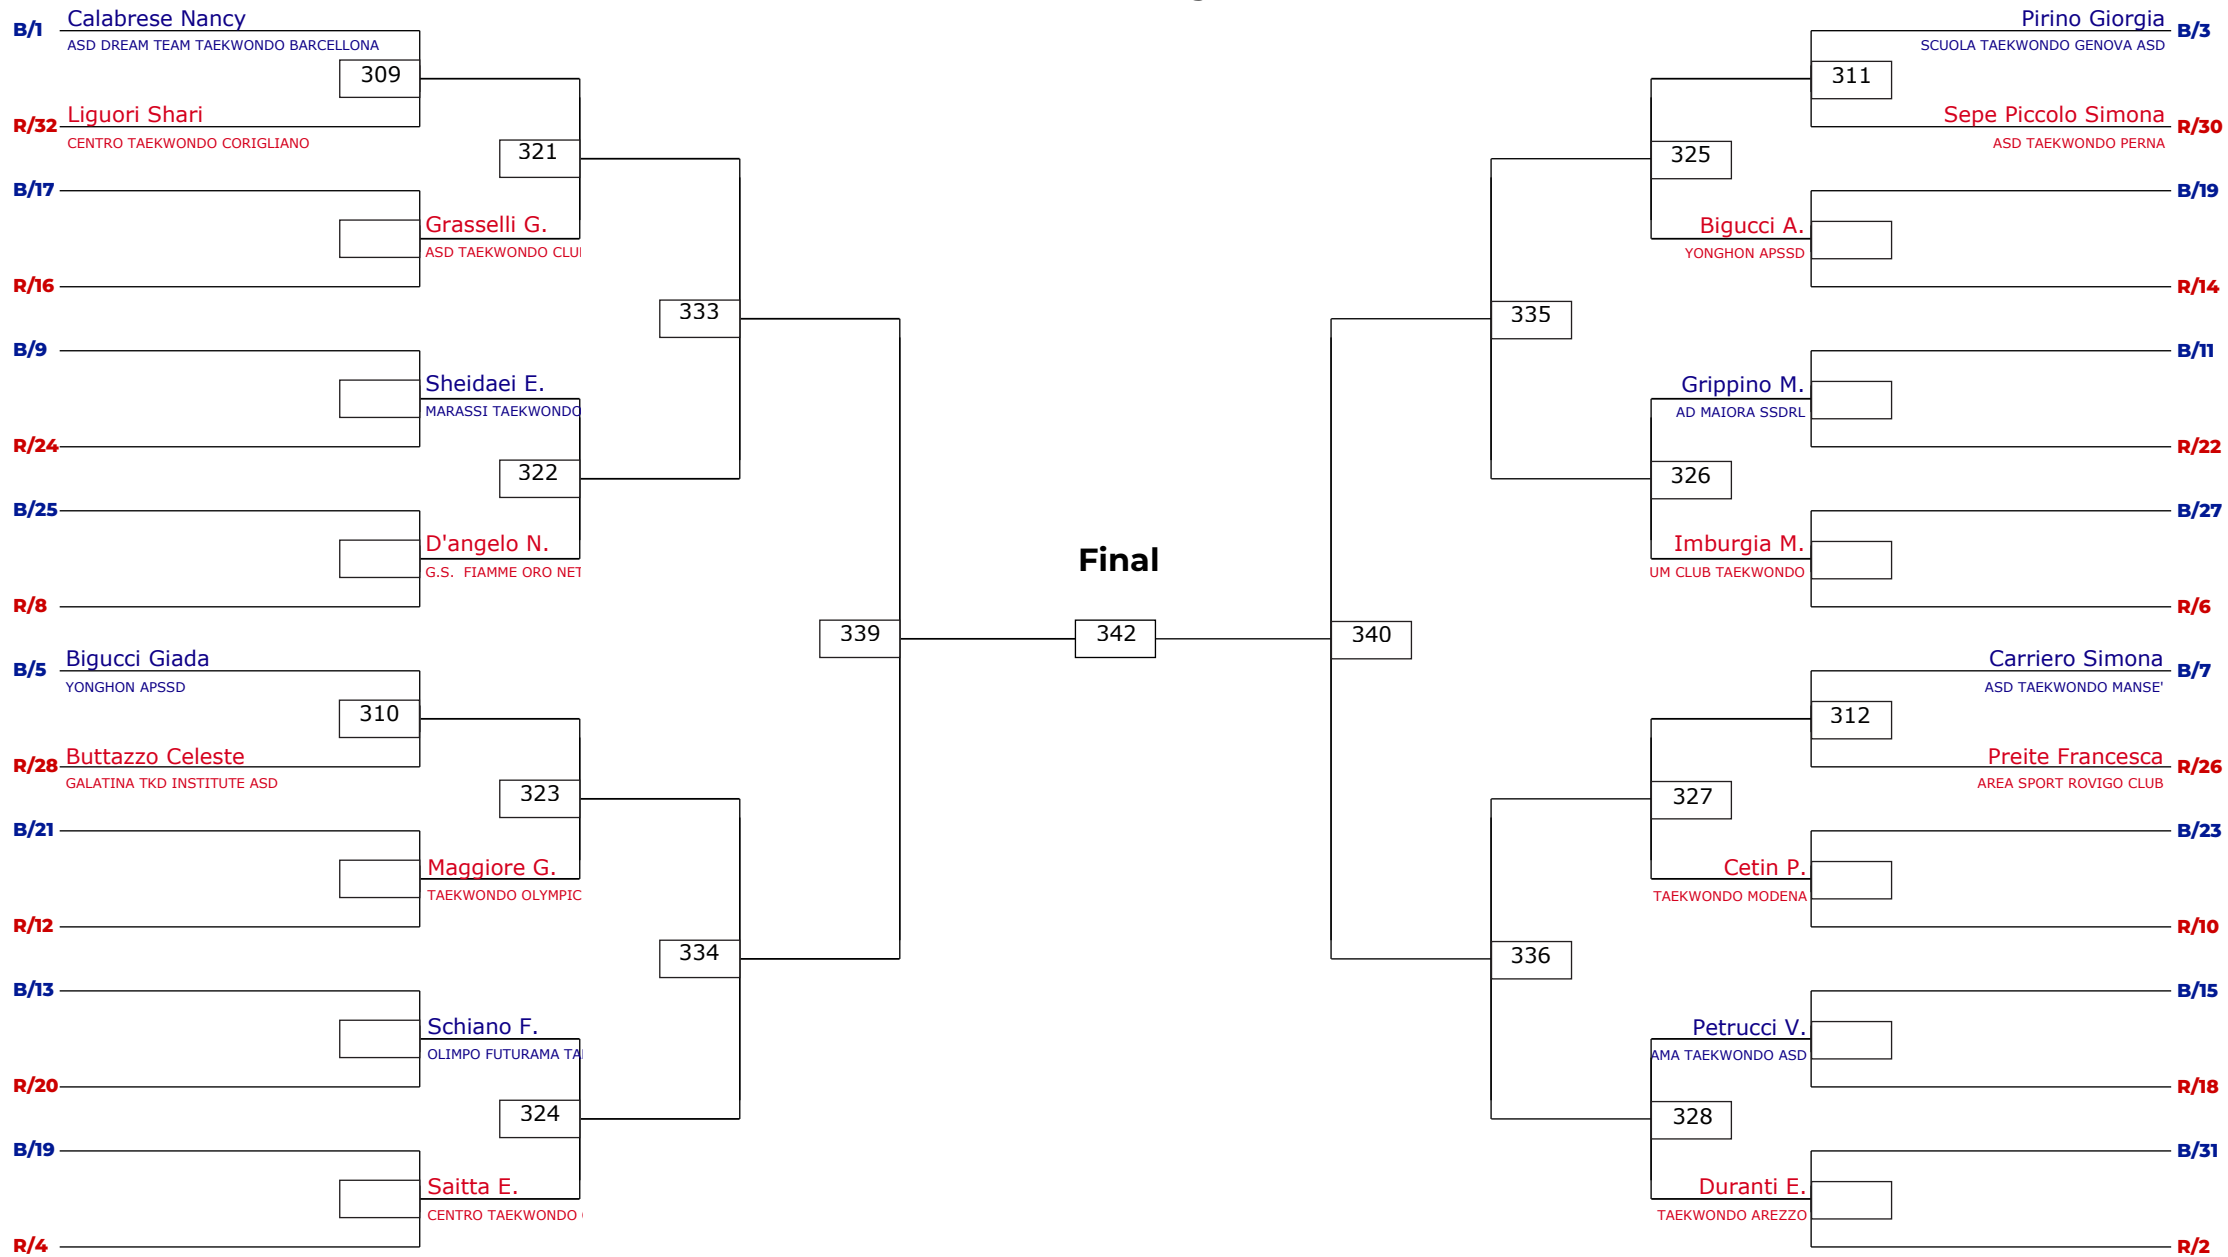 Calabrese Nancy
B/1
ASD DREAM TEAM TAEKWONDO BARCELLONA
309
Liguori Shari
R/32
CENTRO TAEKWONDO CORIGLIANO
321
B/17
Grasselli G.
ASD TAEKWONDO CLU
R/16
333
B/9
Sheidaei E.
MARASSI TAEKWONDO
R/24
322
B/25
D'angelo N.
G.S. FIAMME ORO NET
R/8
339
Bigucci Giada
B/5
YONGHON APSSD
310
Buttazzo Celeste
R/28
GALATINA TKD INSTITUTE ASD
323
B/21
Maggiore G.
TAEKWONDO OLYMPIC
R/12
334
B/13
Schiano F.
OLIMPO FUTURAMA TA
R/20
324
B/19
Saitta E.
CENTRO TAEKWONDO
R/4
Final
342
Pirino Giorgia
B/3
SCUOLA TAEKWONDO GENOVA ASD
311
Sepe Piccolo Simona
R/30
ASD TAEKWONDO PERNA
325
B/19
Bigucci A.
YONGHON APSSD
R/14
335
B/11
Grippino M.
AD MAIORA SSDRL
R/22
326
B/27
Imburgia M.
UM CLUB TAEKWONDO
R/6
340
Carriero Simona
B/7
ASD TAEKWONDO MANSE'
312
Preite Francesca
R/26
AREA SPORT ROVIGO CLUB
327
B/23
Cetin P.
TAEKWONDO MODENA
R/10
336
B/15
Petrucci V.
AMA TAEKWONDO ASD
R/18
328
B/31
Duranti E.
TAEKWONDO AREZZO
R/2